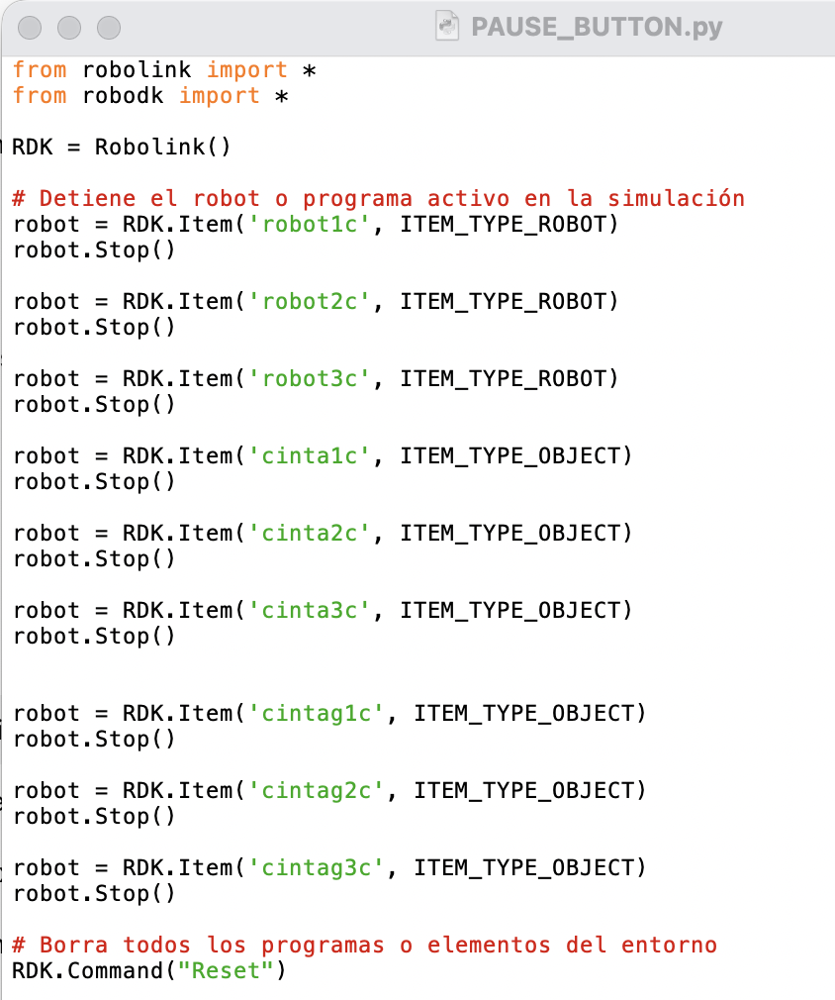 PAUSE_BUTTON.py
from robolink import *
from robodk import *
RDK = Robolink()
# Detiene el robot o programa activo en la simulación
robot = RDK.Item('robot1c', ITEM_TYPE_ROBOT)
robot.Stop()
robot = RDK.Item('robot2c', ITEM_TYPE_ROBOT)
robot.Stop()
robot = RDK.Item('robot3c', ITEM_TYPE_ROBOT)
robot.Stop()
robot = RDK.Item('cinta1c', ITEM_TYPE_OBJECT)
robot.Stop()
robot = RDK.Item('cinta2c', ITEM_TYPE_OBJECT)
robot.Stop()
robot = RDK.Item('cinta3c', ITEM_TYPE_OBJECT)
robot.Stop()
robot = RDK.Item('cintag1c', ITEM_TYPE_OBJECT)
robot.Stop()
robot = RDK.Item('cintag2c', ITEM_TYPE_OBJECT)
robot.Stop()
robot = RDK.Item('cintag3c', ITEM_TYPE_OBJECT)
robot.Stop()
# Borra todos los programas o elementos del entorno
RDK.Command("Reset")